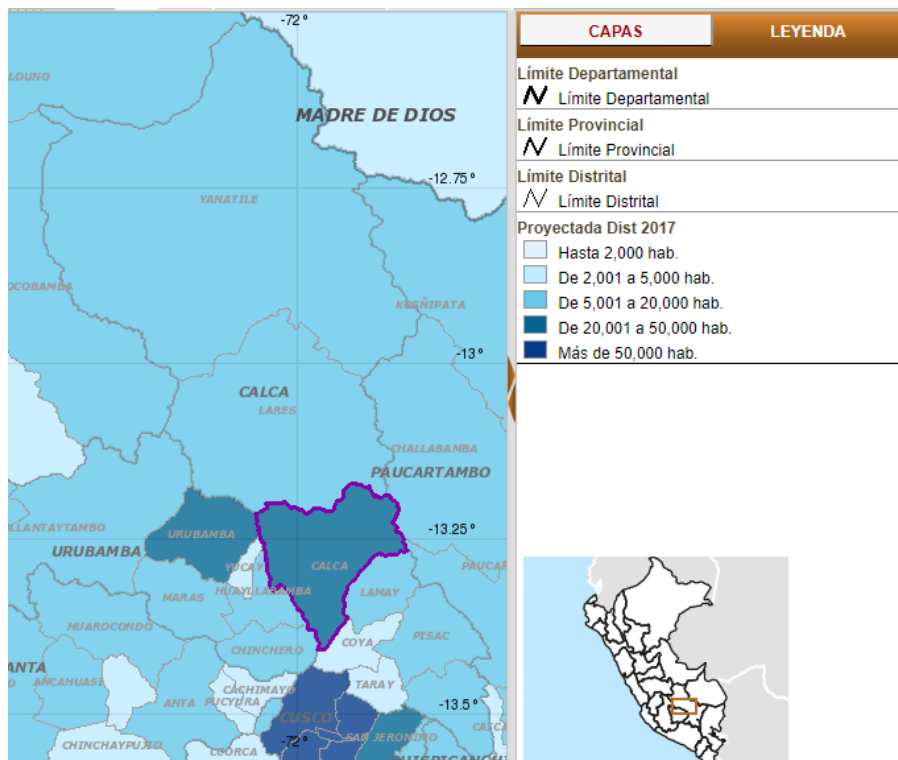 -72°
LOUNO
MADRE DE DIOS
-12.75°
YANATILE
OCOBAMBA
KOSÑIPATA
-13°
CALCA
LARES
CHALLABAMBA
PAUCARTAMBO
LLANTAYTAMBO
URUBAMBA
-13.25°
URUBAMBA
YUCAY
CALCA
PAUCAR
HUAYLLABAMBA
LAMAY
MARAS
HUAROCONDO
PISAC
COYA
CHINCHERO
ANTA
ANCAHUASI
TARAY
CACHIMAYO
ANTA
PUCYURA
-13.5°
CUSCO
SAN JERONIMO
CHINCHAYPUJIO
CCORCA
-72°
QUISPICANCHI
CAPAS
LEYENDA
Límite Departamental
Límite Departamental
Límite Provincial
Límite Provincial
Límite Distrital
Límite Distrital
Proyectada Dist 2017
Hasta 2,000 hab.
De 2,001 a 5,000 hab.
De 5,001 a 20,000 hab.
De 20,001 a 50,000 hab.
Más de 50,000 hab.